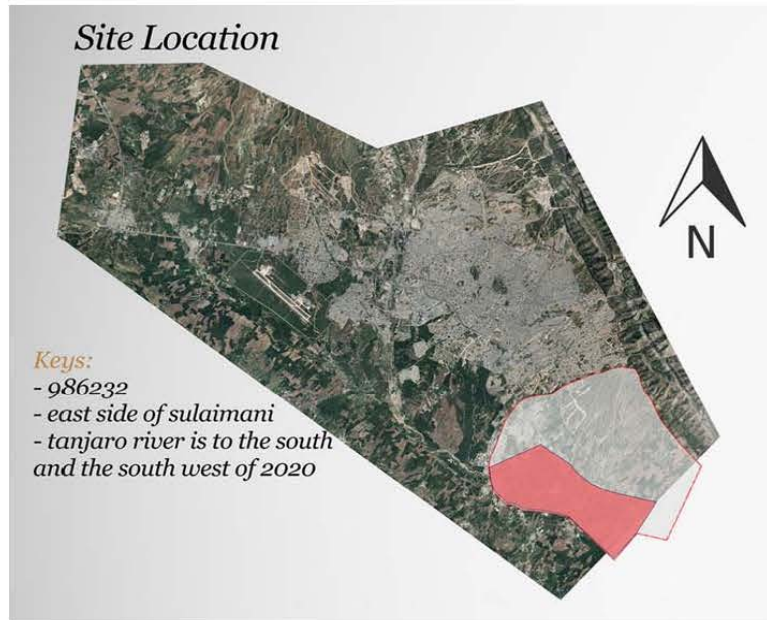 Site Location
N
Keys:
- 986232
- east side of sulaimani
- tanjaro river is to the south
and the south west of 2020